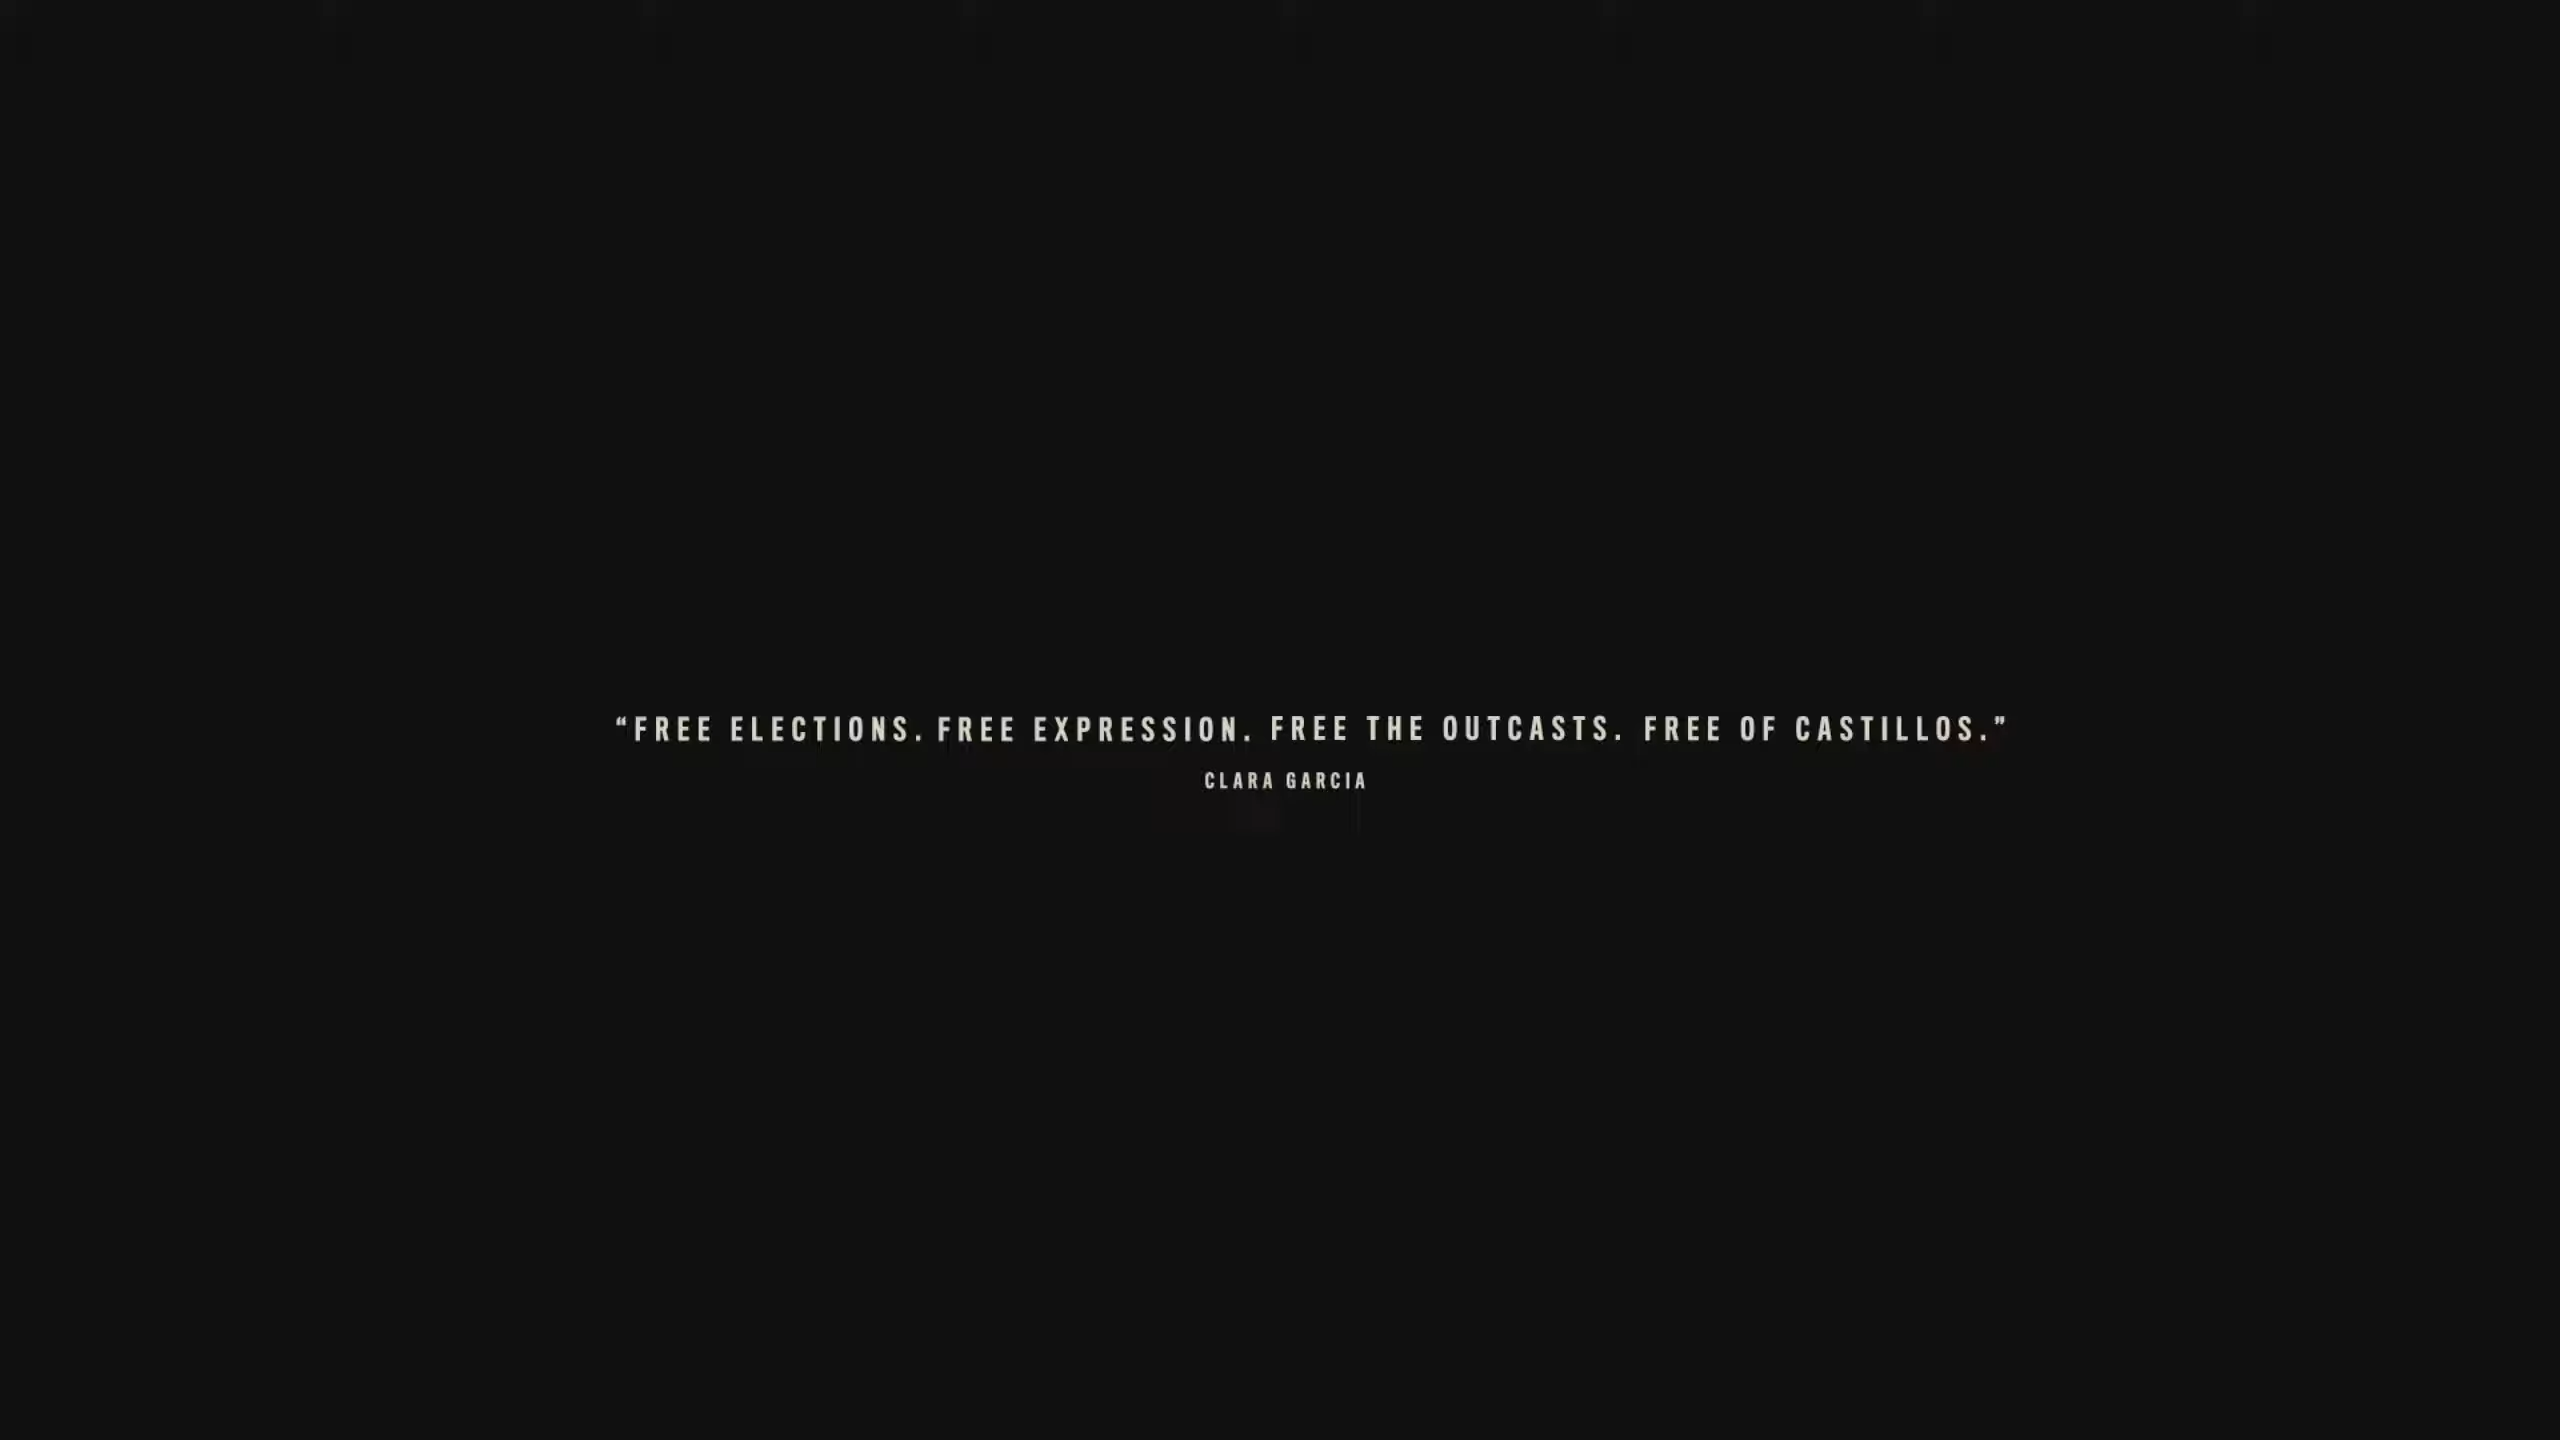 “FREE ELECTIONS. FREE EXPRESSION. FREE THE OUTCASTS. FREE OF CASTILLOS.”
CLARA GARCIA